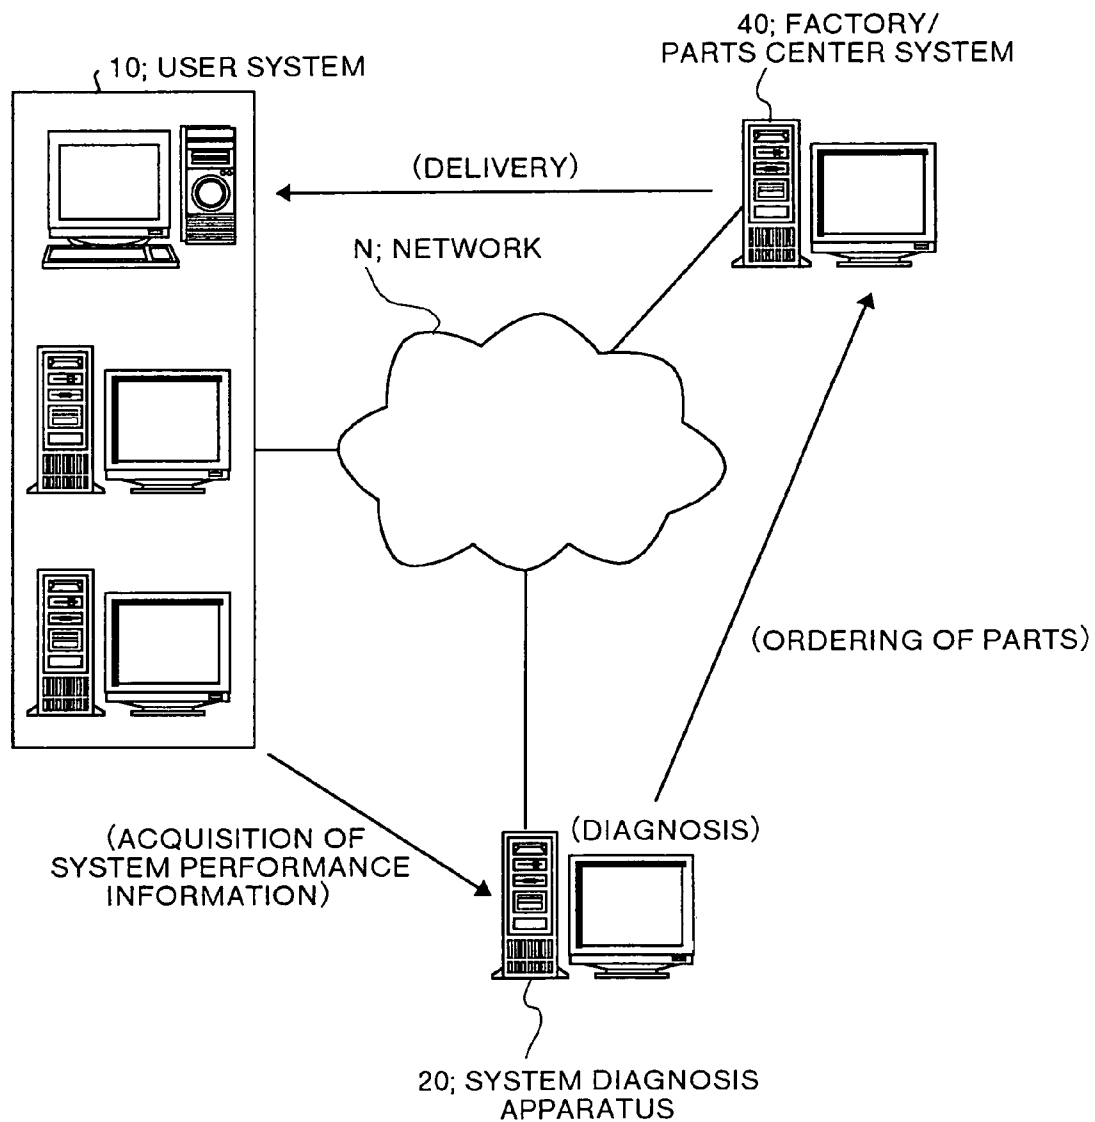 40; FACTORY/
PARTS CENTER SYSTEM
10; USER SYSTEM
(DELIVERY)
N; NETWORK
(ORDERING OF PARTS)
(DIAGNOSIS)
(ACQUISITION OF
SYSTEM PERFORMANCE
INFORMATION)
20; SYSTEM DIAGNOSIS
APPARATUS